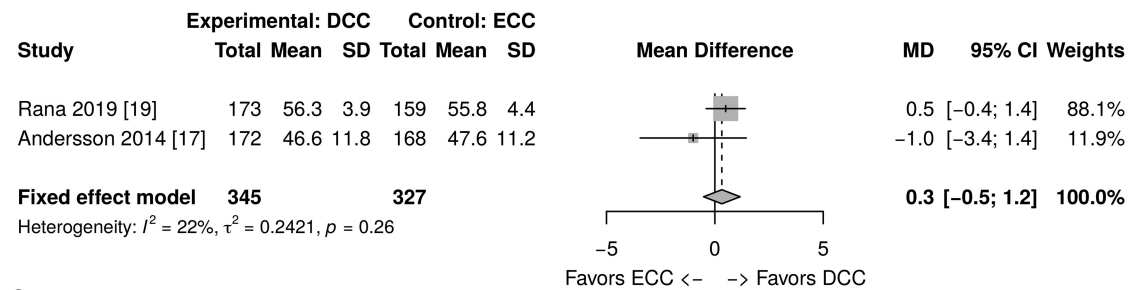 Experimental: DCC Control: ECC
Study Total Mean SD Total Mean SD Mean Difference MD 95% CI Weights
Rana 2019 [19] 173 56.3 3.9 159 55.8 4.4 0.5 [−0.4; 1.4] 88.1%
Andersson 2014 [17] 172 46.6 11.8 168 47.6 11.2 −1.0 [−3.4; 1.4] 11.9%
Fixed effect model 345 327 0.3 [−0.5; 1.2] 100.0%
Heterogeneity: I² = 22%, τ² = 0.2421, p = 0.26
−5 0 5
Favors ECC <− −> Favors DCC